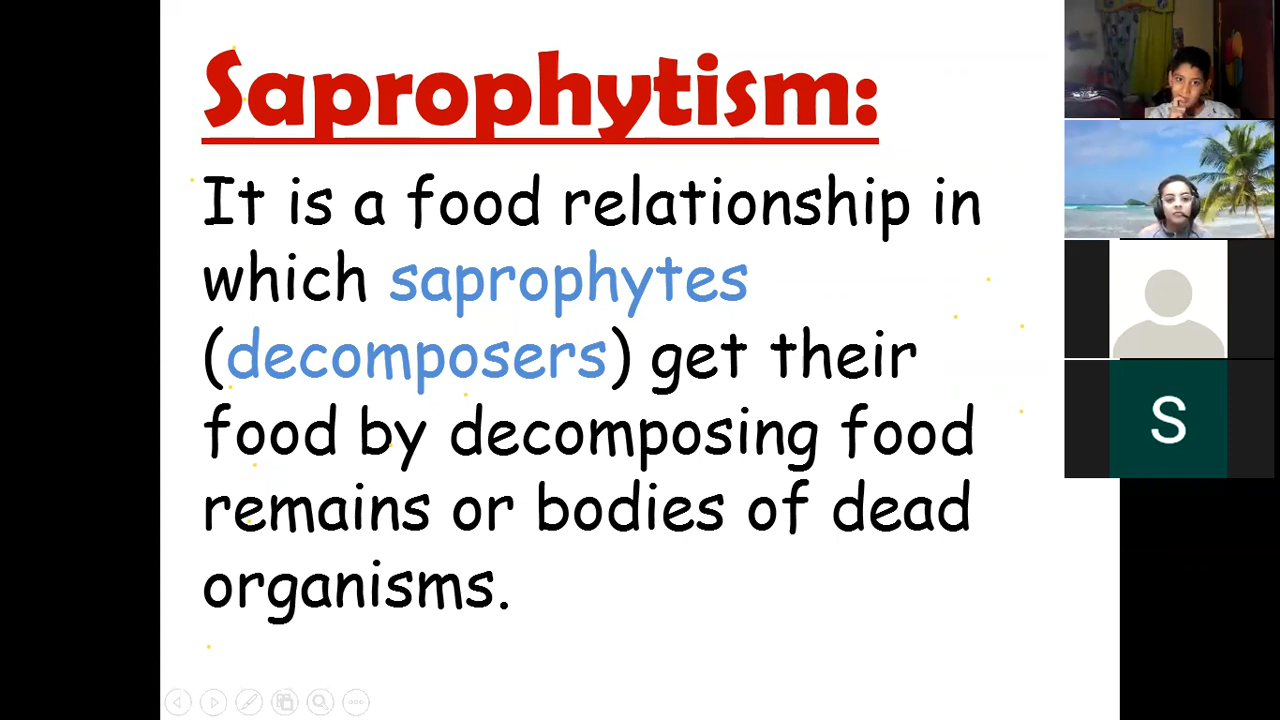 Saprophytism:
It is a food relationship in
which saprophytes
(decomposers) get their
food by decomposing food
remains or bodies of dead
organisms.
S